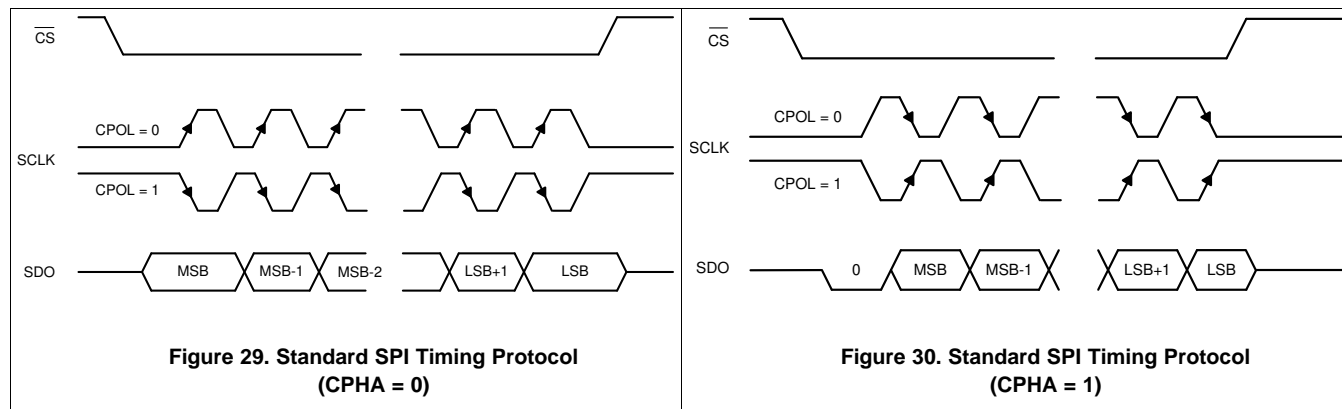 CS
CPOL = 0
SCLK
CPOL = 1
SDO
MSB
MSB-1
MSB-2
LSB+1
LSB
Figure 29. Standard SPI Timing Protocol
(CPHA = 0)
CS
CPOL = 0
SCLK
CPOL = 1
SDO
0
MSB
MSB-1
LSB+1
LSB
Figure 30. Standard SPI Timing Protocol
(CPHA = 1)